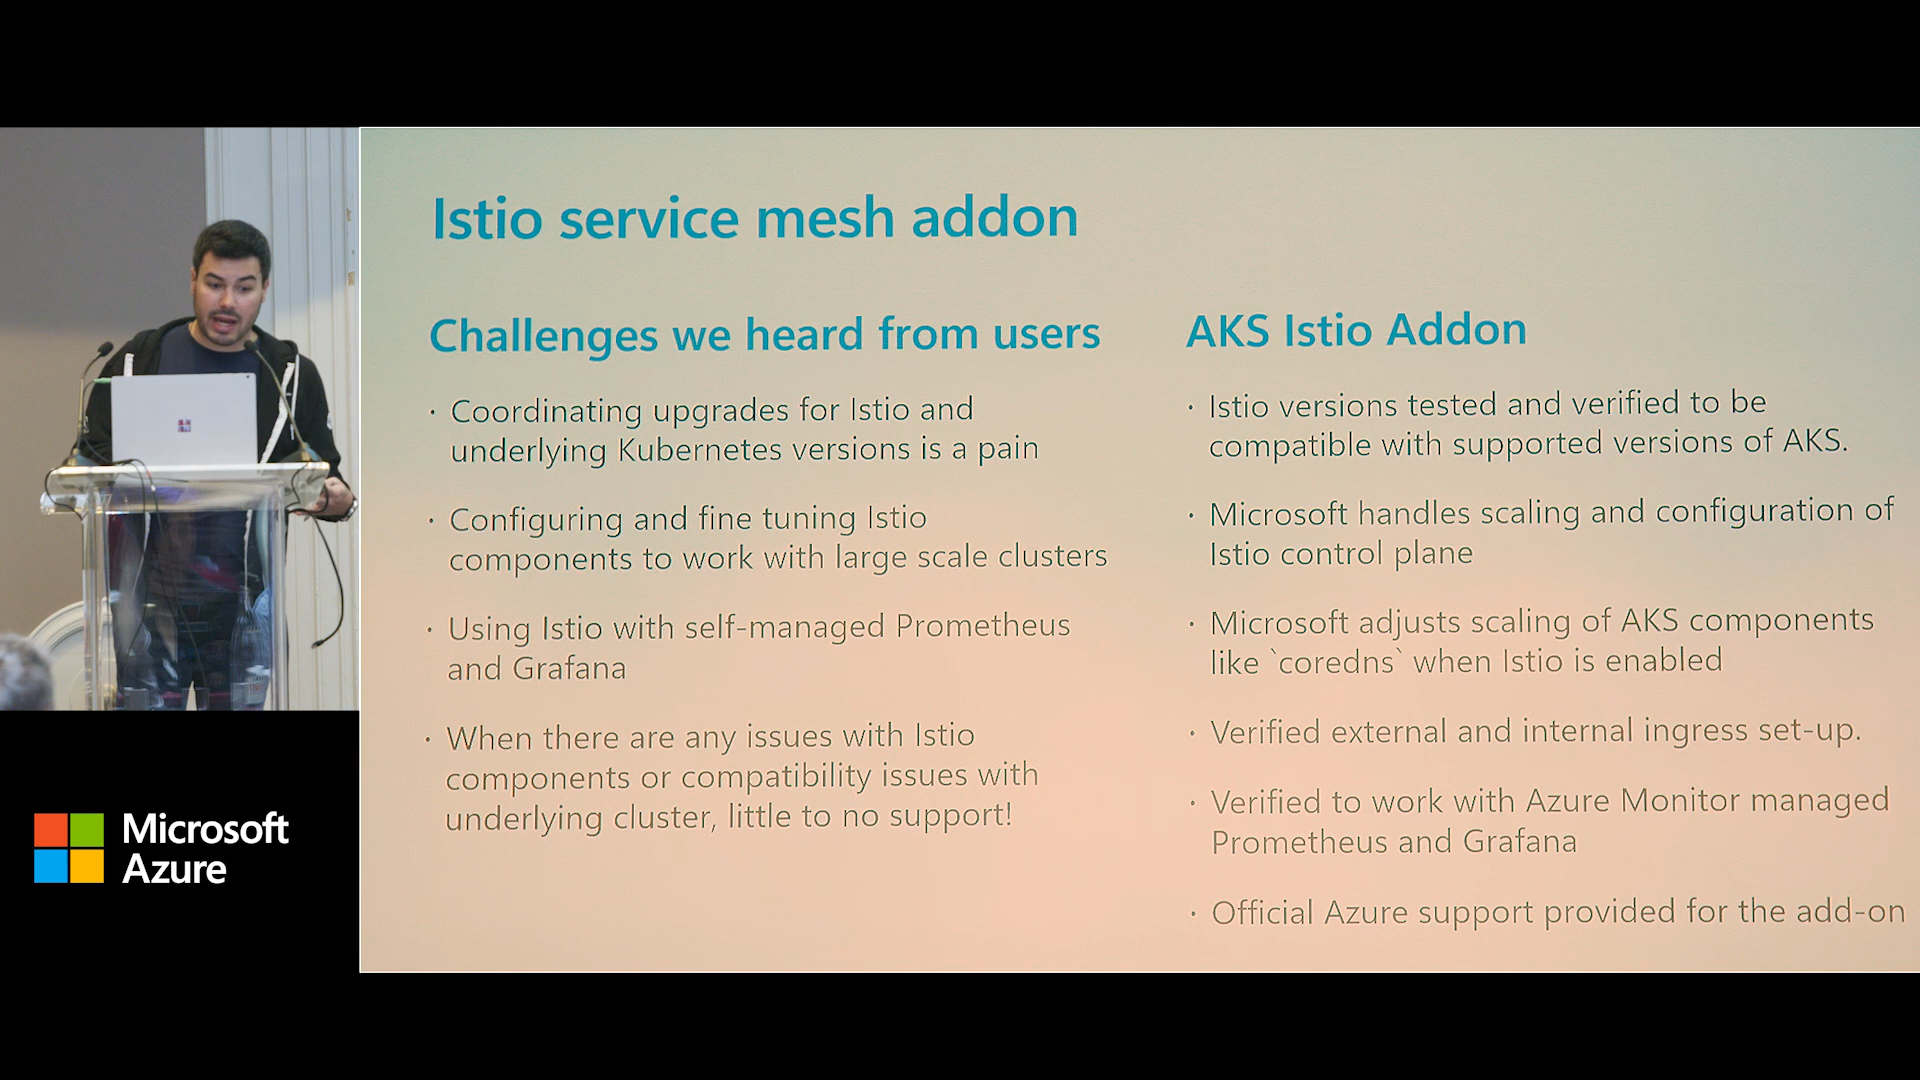 Istio service mesh addon
Challenges we heard from users
· Coordinating upgrades for Istio and
underlying Kubernetes versions is a pain
· Configuring and fine tuning Istio
components to work with large scale clusters
· Using Istio with self-managed Prometheus
and Grafana
· When there are any issues with Istio
components or compatibility issues with
underlying cluster, little to no support!
AKS Istio Addon
· Istio versions tested and verified to be
compatible with supported versions of AKS.
· Microsoft handles scaling and configuration of
Istio control plane
· Microsoft adjusts scaling of AKS components
like `coredns` when Istio is enabled
· Verified external and internal ingress set-up.
· Verified to work with Azure Monitor managed
Prometheus and Grafana
· Official Azure support provided for the add-on
Microsoft
Azure